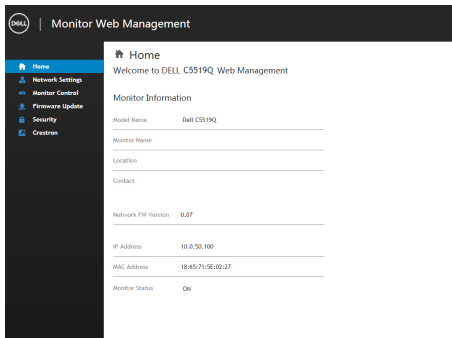 DELL | Monitor Web Management
Home
Network Settings
Monitor Control
Firmware Update
Security
Crestron
Home
Welcome to DELL C5519Q Web Management
Monitor Information
Model Name Dell C5519Q
Monitor Name
Location
Contact
Network FW Version 0.07
IP Address 10.0.50.100
MAC Address 18:65:71:5E:02:27
Monitor Status ON